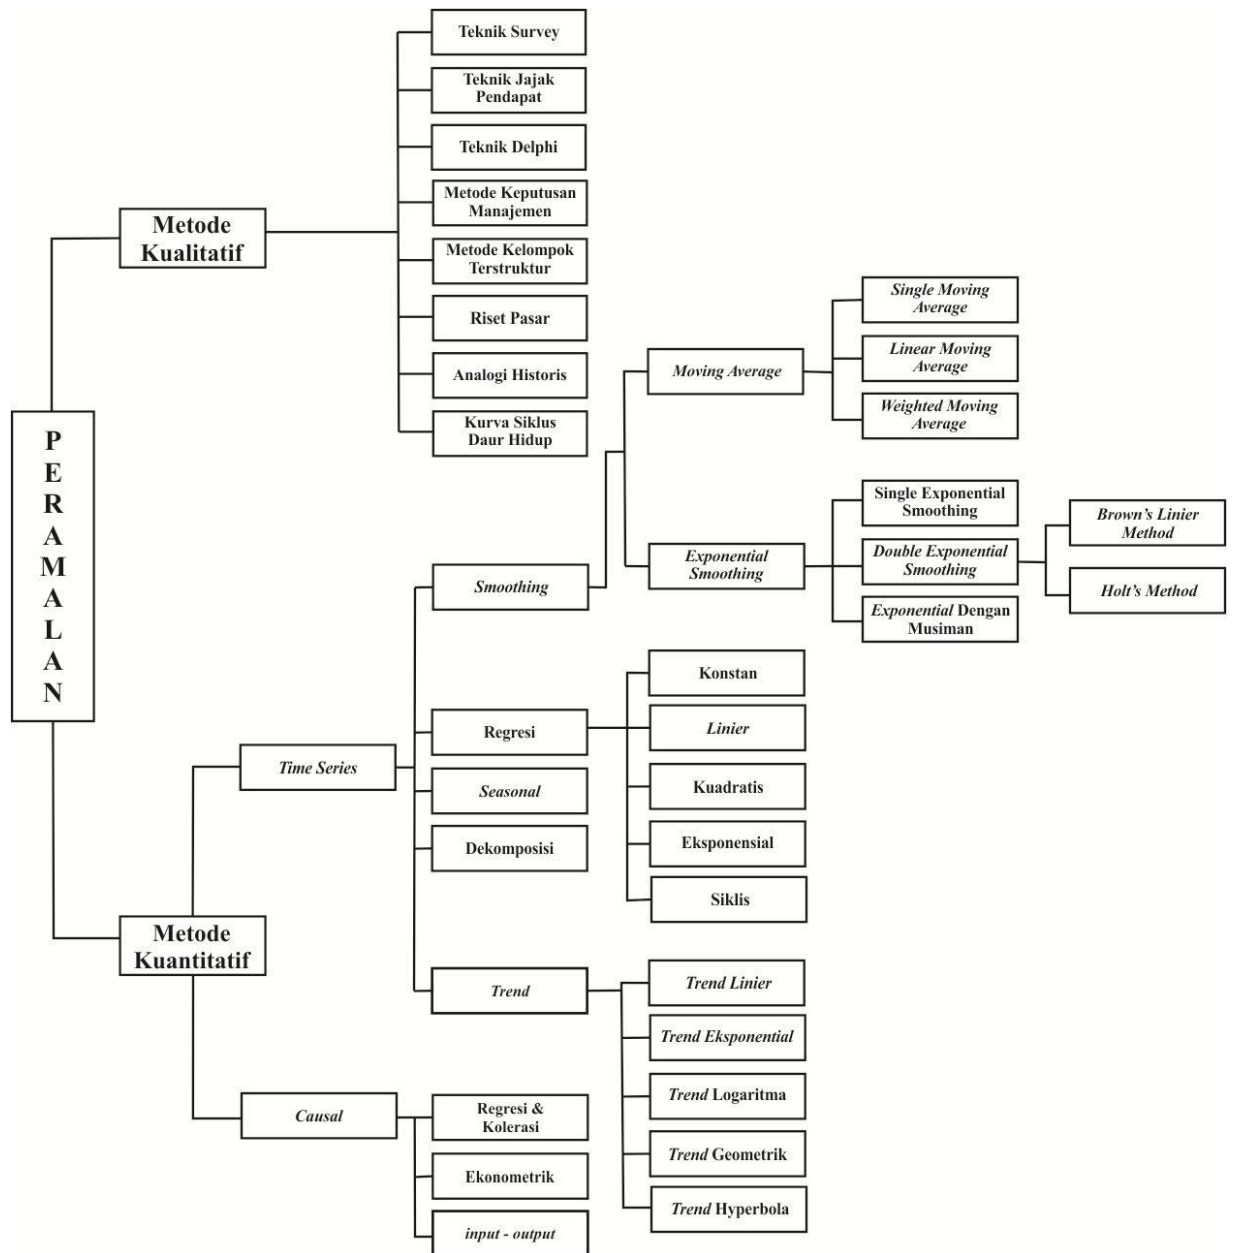 PERAMALAN
Metode
Kualitatif
Teknik Survey
Teknik Jajak
Pendapat
Teknik Delphi
Metode Keputusan
Manajemen
Metode Kelompok
Terstruktur
Riset Pasar
Analogi Historis
Kurva Siklus
Daur Hidup
Metode
Kuantitatif
Time Series
Smoothing
Moving Average
Single Moving
Average
Linear Moving
Average
Weighted Moving
Average
Exponential
Smoothing
Single Exponential
Smoothing
Double Exponential
Smoothing
Brown's Linier
Method
Holt's Method
Exponential Dengan
Musiman
Regresi
Konstan
Linier
Kuadratis
Eksponensial
Siklis
Seasonal
Dekomposisi
Trend
Trend Linier
Trend Eksponential
Trend Logaritma
Trend Geometrik
Trend Hyperbola
Causal
Regresi &
Kolerasi
Ekonometrik
input - output